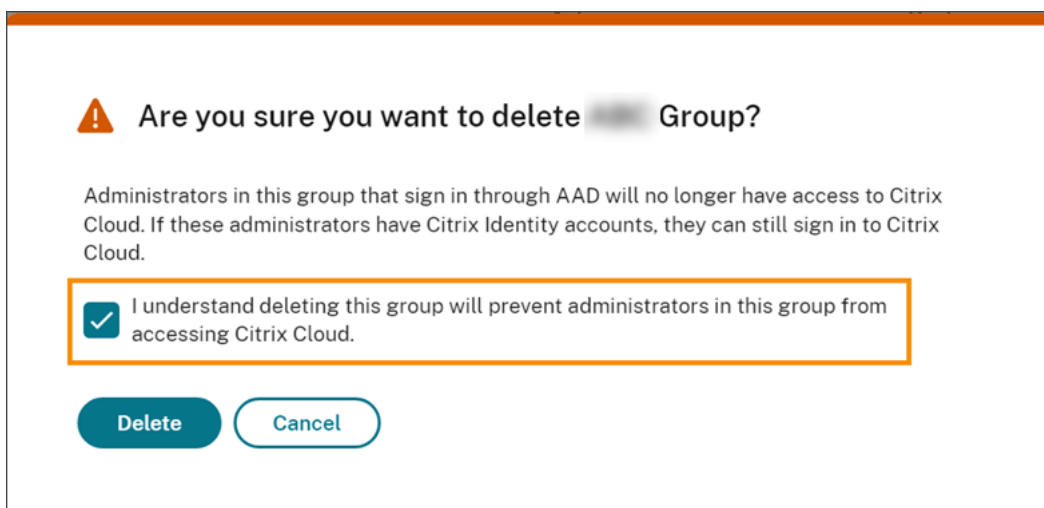 Are you sure you want to delete Group?
Administrators in this group that sign in through AAD will no longer have access to Citrix
Cloud. If these administrators have Citrix Identity accounts, they can still sign in to Citrix
Cloud.
I understand deleting this group will prevent administrators in this group from
accessing Citrix Cloud.
Delete
Cancel